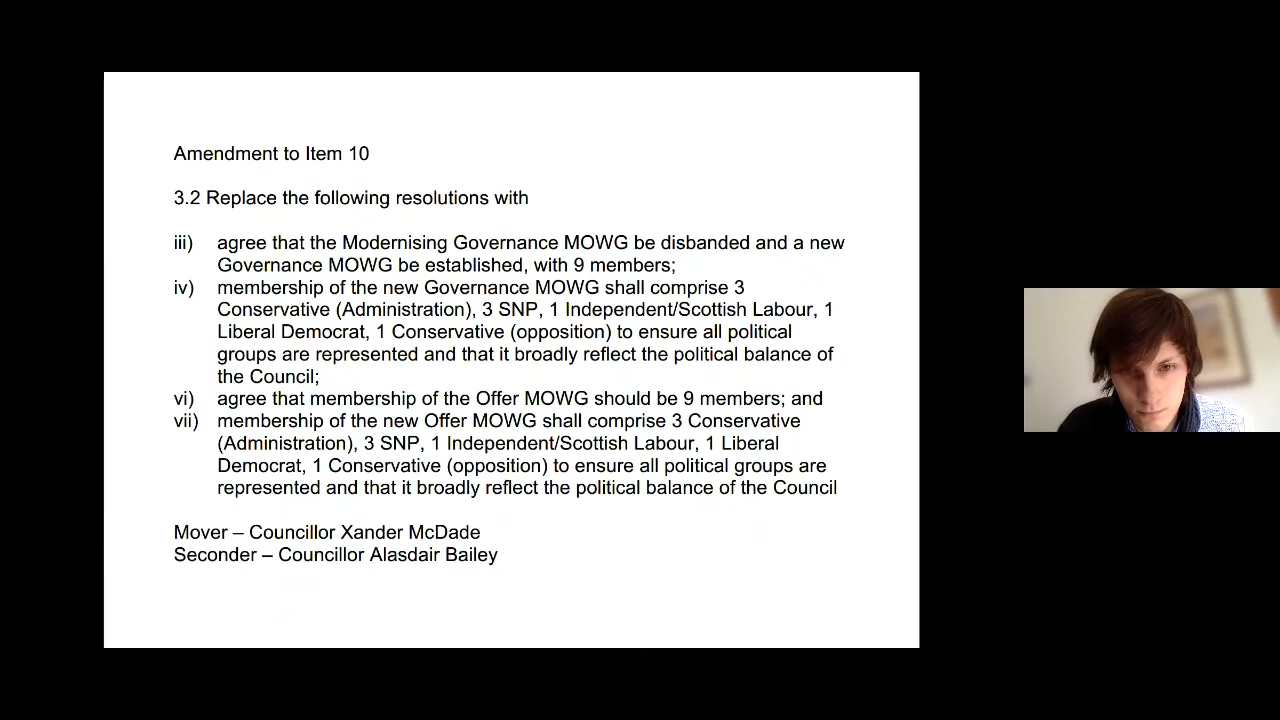 Amendment to Item 10
3.2 Replace the following resolutions with
iii) agree that the Modernising Governance MOWG be disbanded and a new
Governance MOWG be established, with 9 members;
iv) membership of the new Governance MOWG shall comprise 3
Conservative (Administration), 3 SNP, 1 Independent/Scottish Labour, 1
Liberal Democrat, 1 Conservative (opposition) to ensure all political
groups are represented and that it broadly reflect the political balance of
the Council;
vi) agree that membership of the Offer MOWG should be 9 members; and
vii) membership of the new Offer MOWG shall comprise 3 Conservative
(Administration), 3 SNP, 1 Independent/Scottish Labour, 1 Liberal
Democrat, 1 Conservative (opposition) to ensure all political groups are
represented and that it broadly reflect the political balance of the Council
Mover – Councillor Xander McDade
Seconder – Councillor Alasdair Bailey